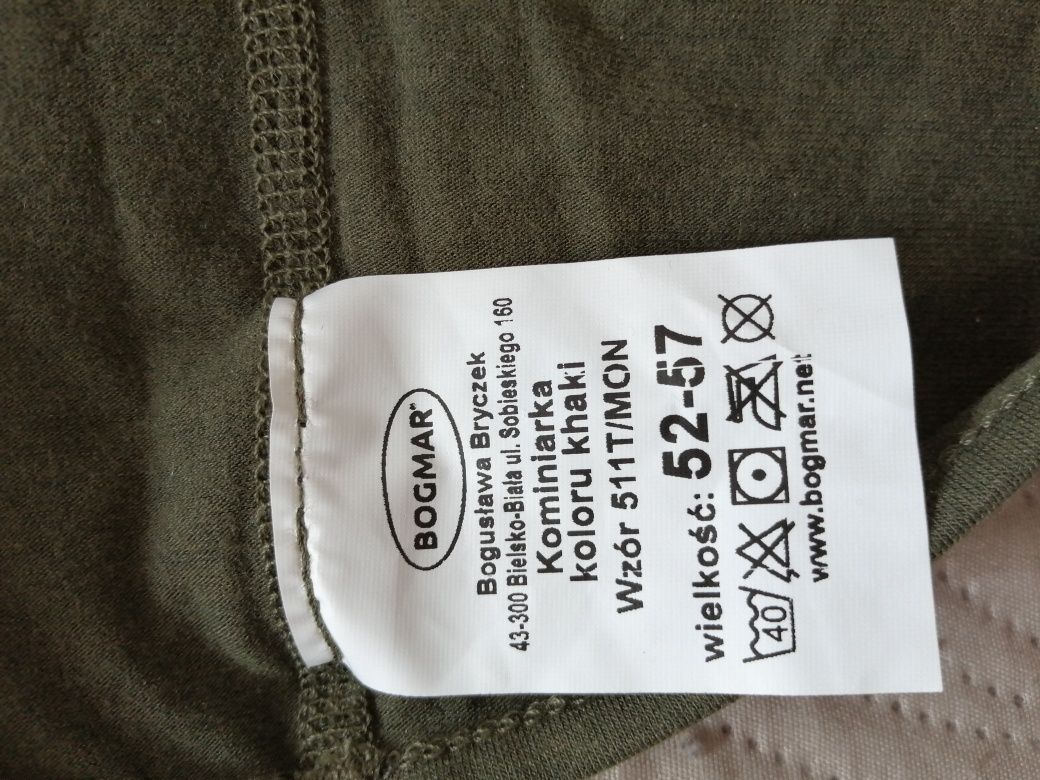 BOGMAR®
Bogusława Bryczek
43-300 Bielsko-Biała ul. Sobieskiego 160
Kominiarka
koloru khaki
Wzór 511T/MON
wielkość: 52-57
40
www.bogmar.net